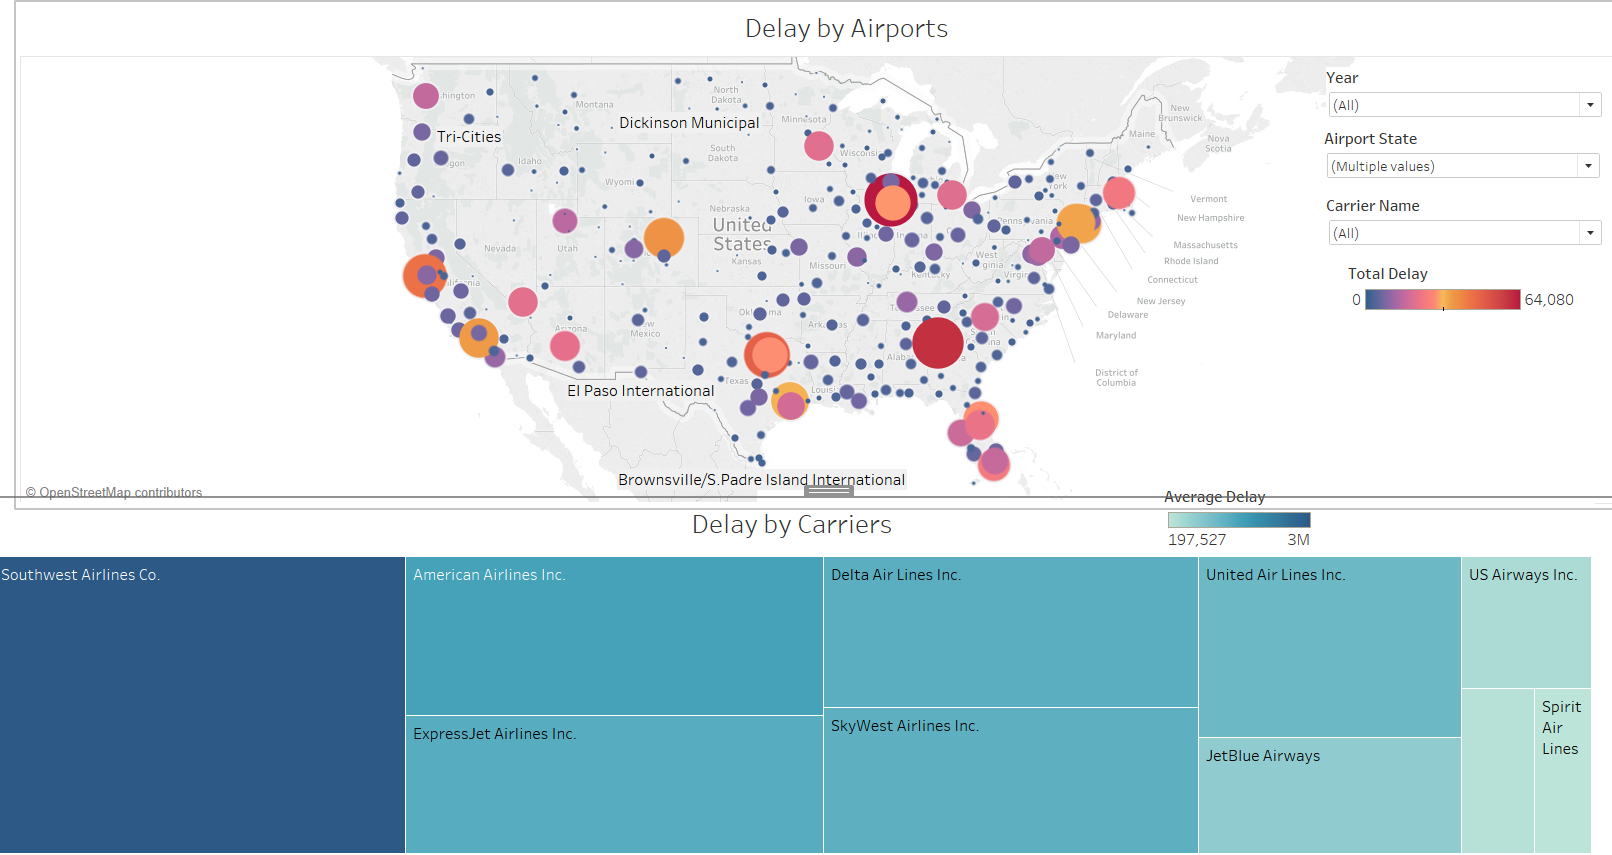 Delay by Airports
Year
(All)
Airport State
(Multiple values)
Carrier Name
(All)
Total Delay
0
64,080
Tri-Cities
Dickinson Municipal
El Paso International
Brownsville/S.Padre Island International
North
Dakota
Montana
Minnesota
South
Dakota
Idaho
Nebraska
Iowa
United
States
Nevada
Utah
Kansas
Missouri
West
Virginia
Arizona
New
Mexico
Texas
Maine
New
Brunswick
Nova
Scotia
Vermont
New Hampshire
Massachusetts
Rhode Island
Connecticut
New Jersey
Delaware
Maryland
District of
Columbia
© OpenStreetMap contributors
Average Delay
197,527
3M
Delay by Carriers
Southwest Airlines Co.
American Airlines Inc.
Delta Air Lines Inc.
United Air Lines Inc.
US Airways Inc.
ExpressJet Airlines Inc.
SkyWest Airlines Inc.
JetBlue Airways
Spirit
Air
Lines